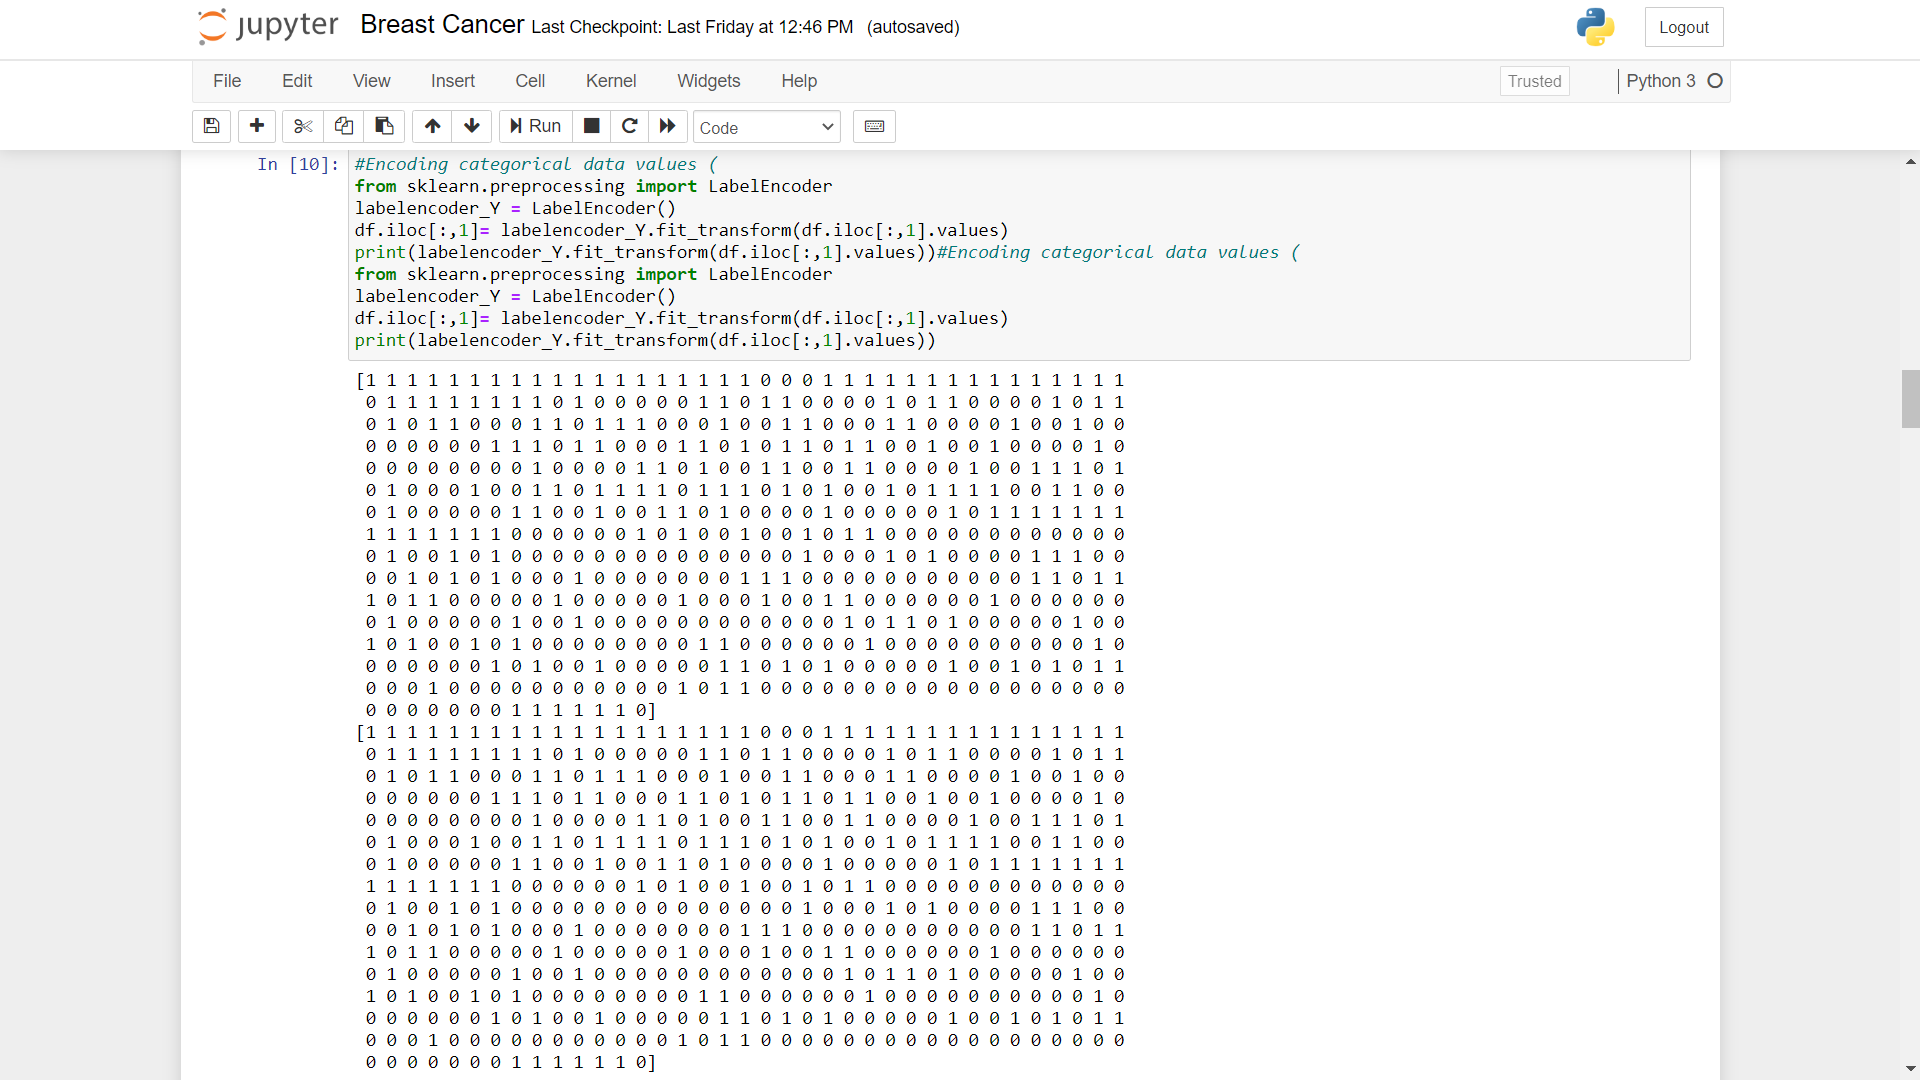 jupyter Breast Cancer Last Checkpoint: Last Friday at 12:46 PM (autosaved) Logout
File Edit View Insert Cell Kernel Widgets Help Trusted Python 3
Run Code
In [10]: #Encoding categorical data values (
from sklearn.preprocessing import LabelEncoder
labelencoder_Y = LabelEncoder()
df.iloc[:,1]= labelencoder_Y.fit_transform(df.iloc[:,1].values)
print(labelencoder_Y.fit_transform(df.iloc[:,1].values))#Encoding categorical data values (
from sklearn.preprocessing import LabelEncoder
labelencoder_Y = LabelEncoder()
df.iloc[:,1]= labelencoder_Y.fit_transform(df.iloc[:,1].values)
print(labelencoder_Y.fit_transform(df.iloc[:,1].values))
[1 1 1 1 1 1 1 1 1 1 1 1 1 1 1 1 1 1 1 0 0 0 1 1 1 1 1 1 1 1 1 1 1 1 1 1 1
0 1 1 1 1 1 1 1 1 0 1 0 0 0 0 0 1 1 0 1 1 0 0 0 0 1 0 1 1 0 0 0 0 1 0 1 1
0 1 0 1 1 0 0 0 1 1 0 1 1 1 0 0 0 1 0 0 1 1 0 0 0 1 1 0 0 0 0 1 0 0 1 0 0
0 0 0 0 0 0 1 1 1 0 1 1 0 0 0 1 1 0 1 0 1 1 0 1 1 0 0 1 0 0 1 0 0 0 0 1 0
0 0 0 0 0 0 0 0 1 0 0 0 0 1 1 0 1 0 0 1 1 0 0 1 1 0 0 0 0 1 0 0 1 1 1 0 1
0 1 0 0 0 1 0 0 1 1 0 1 1 1 1 0 1 1 1 0 1 0 1 0 0 1 0 1 1 1 1 0 0 1 1 0 0
0 1 0 0 0 0 0 1 1 0 0 1 0 0 1 1 0 1 0 0 0 0 1 0 0 0 0 0 1 0 1 1 1 1 1 1 1
1 1 1 1 1 1 1 0 0 0 0 0 0 1 0 1 0 0 1 0 0 1 0 1 1 0 0 0 0 0 0 0 0 0 0 0 0
0 1 0 0 1 0 1 0 0 0 0 0 0 0 0 0 0 0 0 0 0 1 0 0 0 1 0 1 0 0 0 0 1 1 1 0 0
0 0 1 0 1 0 1 0 0 0 1 0 0 0 0 0 0 0 1 1 1 0 0 0 0 0 0 0 0 0 0 0 1 1 0 1 1
1 0 1 1 0 0 0 0 0 1 0 0 0 0 0 1 0 0 0 1 0 0 1 1 0 0 0 0 0 0 1 0 0 0 0 0 0
0 1 0 0 0 0 0 1 0 0 1 0 0 0 0 0 0 0 0 0 0 0 0 1 0 1 1 0 1 0 0 0 0 0 1 0 0
1 0 1 0 0 1 0 1 0 0 0 0 0 0 0 0 1 1 0 0 0 0 0 0 1 0 0 0 0 0 0 0 0 0 0 1 0
0 0 0 0 0 0 1 0 1 0 0 1 0 0 0 0 0 1 1 0 1 0 1 0 0 0 0 0 1 0 0 1 0 1 0 1 1
0 0 0 1 0 0 0 0 0 0 0 0 0 0 0 1 0 1 1 0 0 0 0 0 0 0 0 0 0 0 0 0 0 0 0 0 0
0 0 0 0 0 0 0 1 1 1 1 1 1 0]
[1 1 1 1 1 1 1 1 1 1 1 1 1 1 1 1 1 1 1 0 0 0 1 1 1 1 1 1 1 1 1 1 1 1 1 1 1
0 1 1 1 1 1 1 1 1 0 1 0 0 0 0 0 1 1 0 1 1 0 0 0 0 1 0 1 1 0 0 0 0 1 0 1 1
0 1 0 1 1 0 0 0 1 1 0 1 1 1 0 0 0 1 0 0 1 1 0 0 0 1 1 0 0 0 0 1 0 0 1 0 0
0 0 0 0 0 0 1 1 1 0 1 1 0 0 0 1 1 0 1 0 1 1 0 1 1 0 0 1 0 0 1 0 0 0 0 1 0
0 0 0 0 0 0 0 0 1 0 0 0 0 1 1 0 1 0 0 1 1 0 0 1 1 0 0 0 0 1 0 0 1 1 1 0 1
0 1 0 0 0 1 0 0 1 1 0 1 1 1 1 0 1 1 1 0 1 0 1 0 0 1 0 1 1 1 1 0 0 1 1 0 0
0 1 0 0 0 0 0 1 1 0 0 1 0 0 1 1 0 1 0 0 0 0 1 0 0 0 0 0 1 0 1 1 1 1 1 1 1
1 1 1 1 1 1 1 0 0 0 0 0 0 1 0 1 0 0 1 0 0 1 0 1 1 0 0 0 0 0 0 0 0 0 0 0 0
0 1 0 0 1 0 1 0 0 0 0 0 0 0 0 0 0 0 0 0 0 1 0 0 0 1 0 1 0 0 0 0 1 1 1 0 0
0 0 1 0 1 0 1 0 0 0 1 0 0 0 0 0 0 0 1 1 1 0 0 0 0 0 0 0 0 0 0 0 1 1 0 1 1
1 0 1 1 0 0 0 0 0 1 0 0 0 0 0 1 0 0 0 1 0 0 1 1 0 0 0 0 0 0 1 0 0 0 0 0 0
0 1 0 0 0 0 0 1 0 0 1 0 0 0 0 0 0 0 0 0 0 0 0 1 0 1 1 0 1 0 0 0 0 0 1 0 0
1 0 1 0 0 1 0 1 0 0 0 0 0 0 0 0 1 1 0 0 0 0 0 0 1 0 0 0 0 0 0 0 0 0 0 1 0
0 0 0 0 0 0 1 0 1 0 0 1 0 0 0 0 0 1 1 0 1 0 1 0 0 0 0 0 1 0 0 1 0 1 0 1 1
0 0 0 1 0 0 0 0 0 0 0 0 0 0 0 1 0 1 1 0 0 0 0 0 0 0 0 0 0 0 0 0 0 0 0 0 0
0 0 0 0 0 0 0 1 1 1 1 1 1 0]